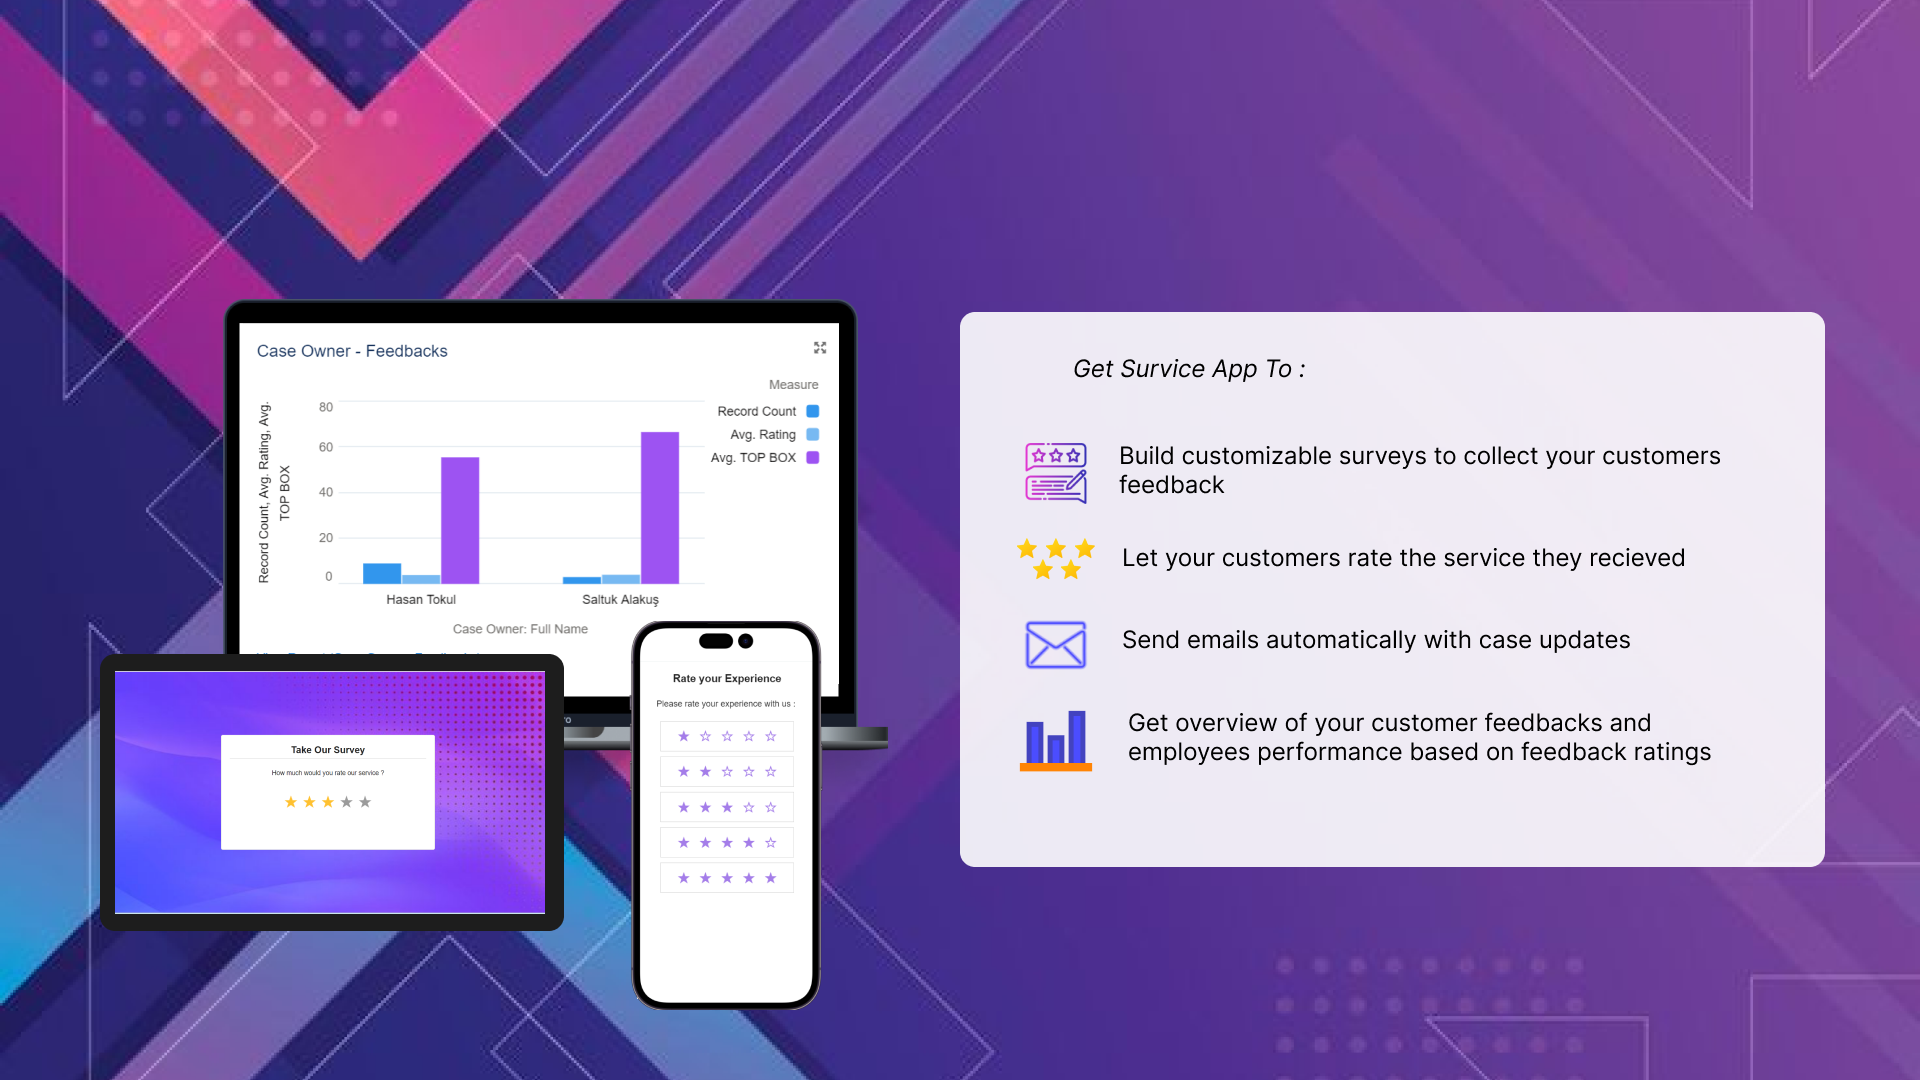 Case Owner - Feedbacks
Measure
Record Count
Avg. Rating
Avg. TOP BOX
Record Count, Avg. Rating, Avg.
TOP BOX
80
60
40
20
0
Hasan Tokul
Saltuk Alakuş
Case Owner: Full Name
Take Our Survey
How much would you rate our service ?
Rate your Experience
Please rate your experience with us :
Get Survice App To :
Build customizable surveys to collect your customers
feedback
Let your customers rate the service they recieved
Send emails automatically with case updates
Get overview of your customer feedbacks and
employees performance based on feedback ratings